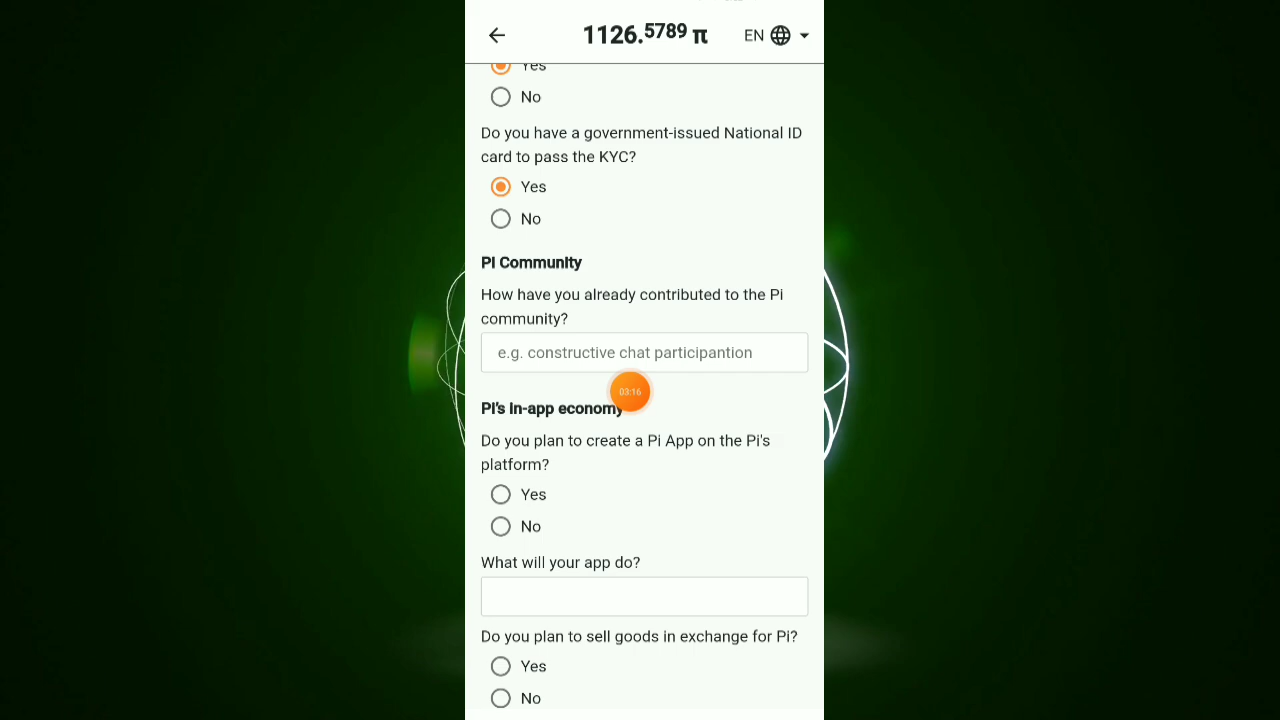 1126.5789 π EN
Yes
No
Do you have a government-issued National ID
card to pass the KYC?
Yes
No
Pi Community
How have you already contributed to the Pi
community?
e.g. constructive chat participantion
03:16
Pi's in-app economy
Do you plan to create a Pi App on the Pi's
platform?
Yes
No
What will your app do?
Do you plan to sell goods in exchange for Pi?
Yes
No